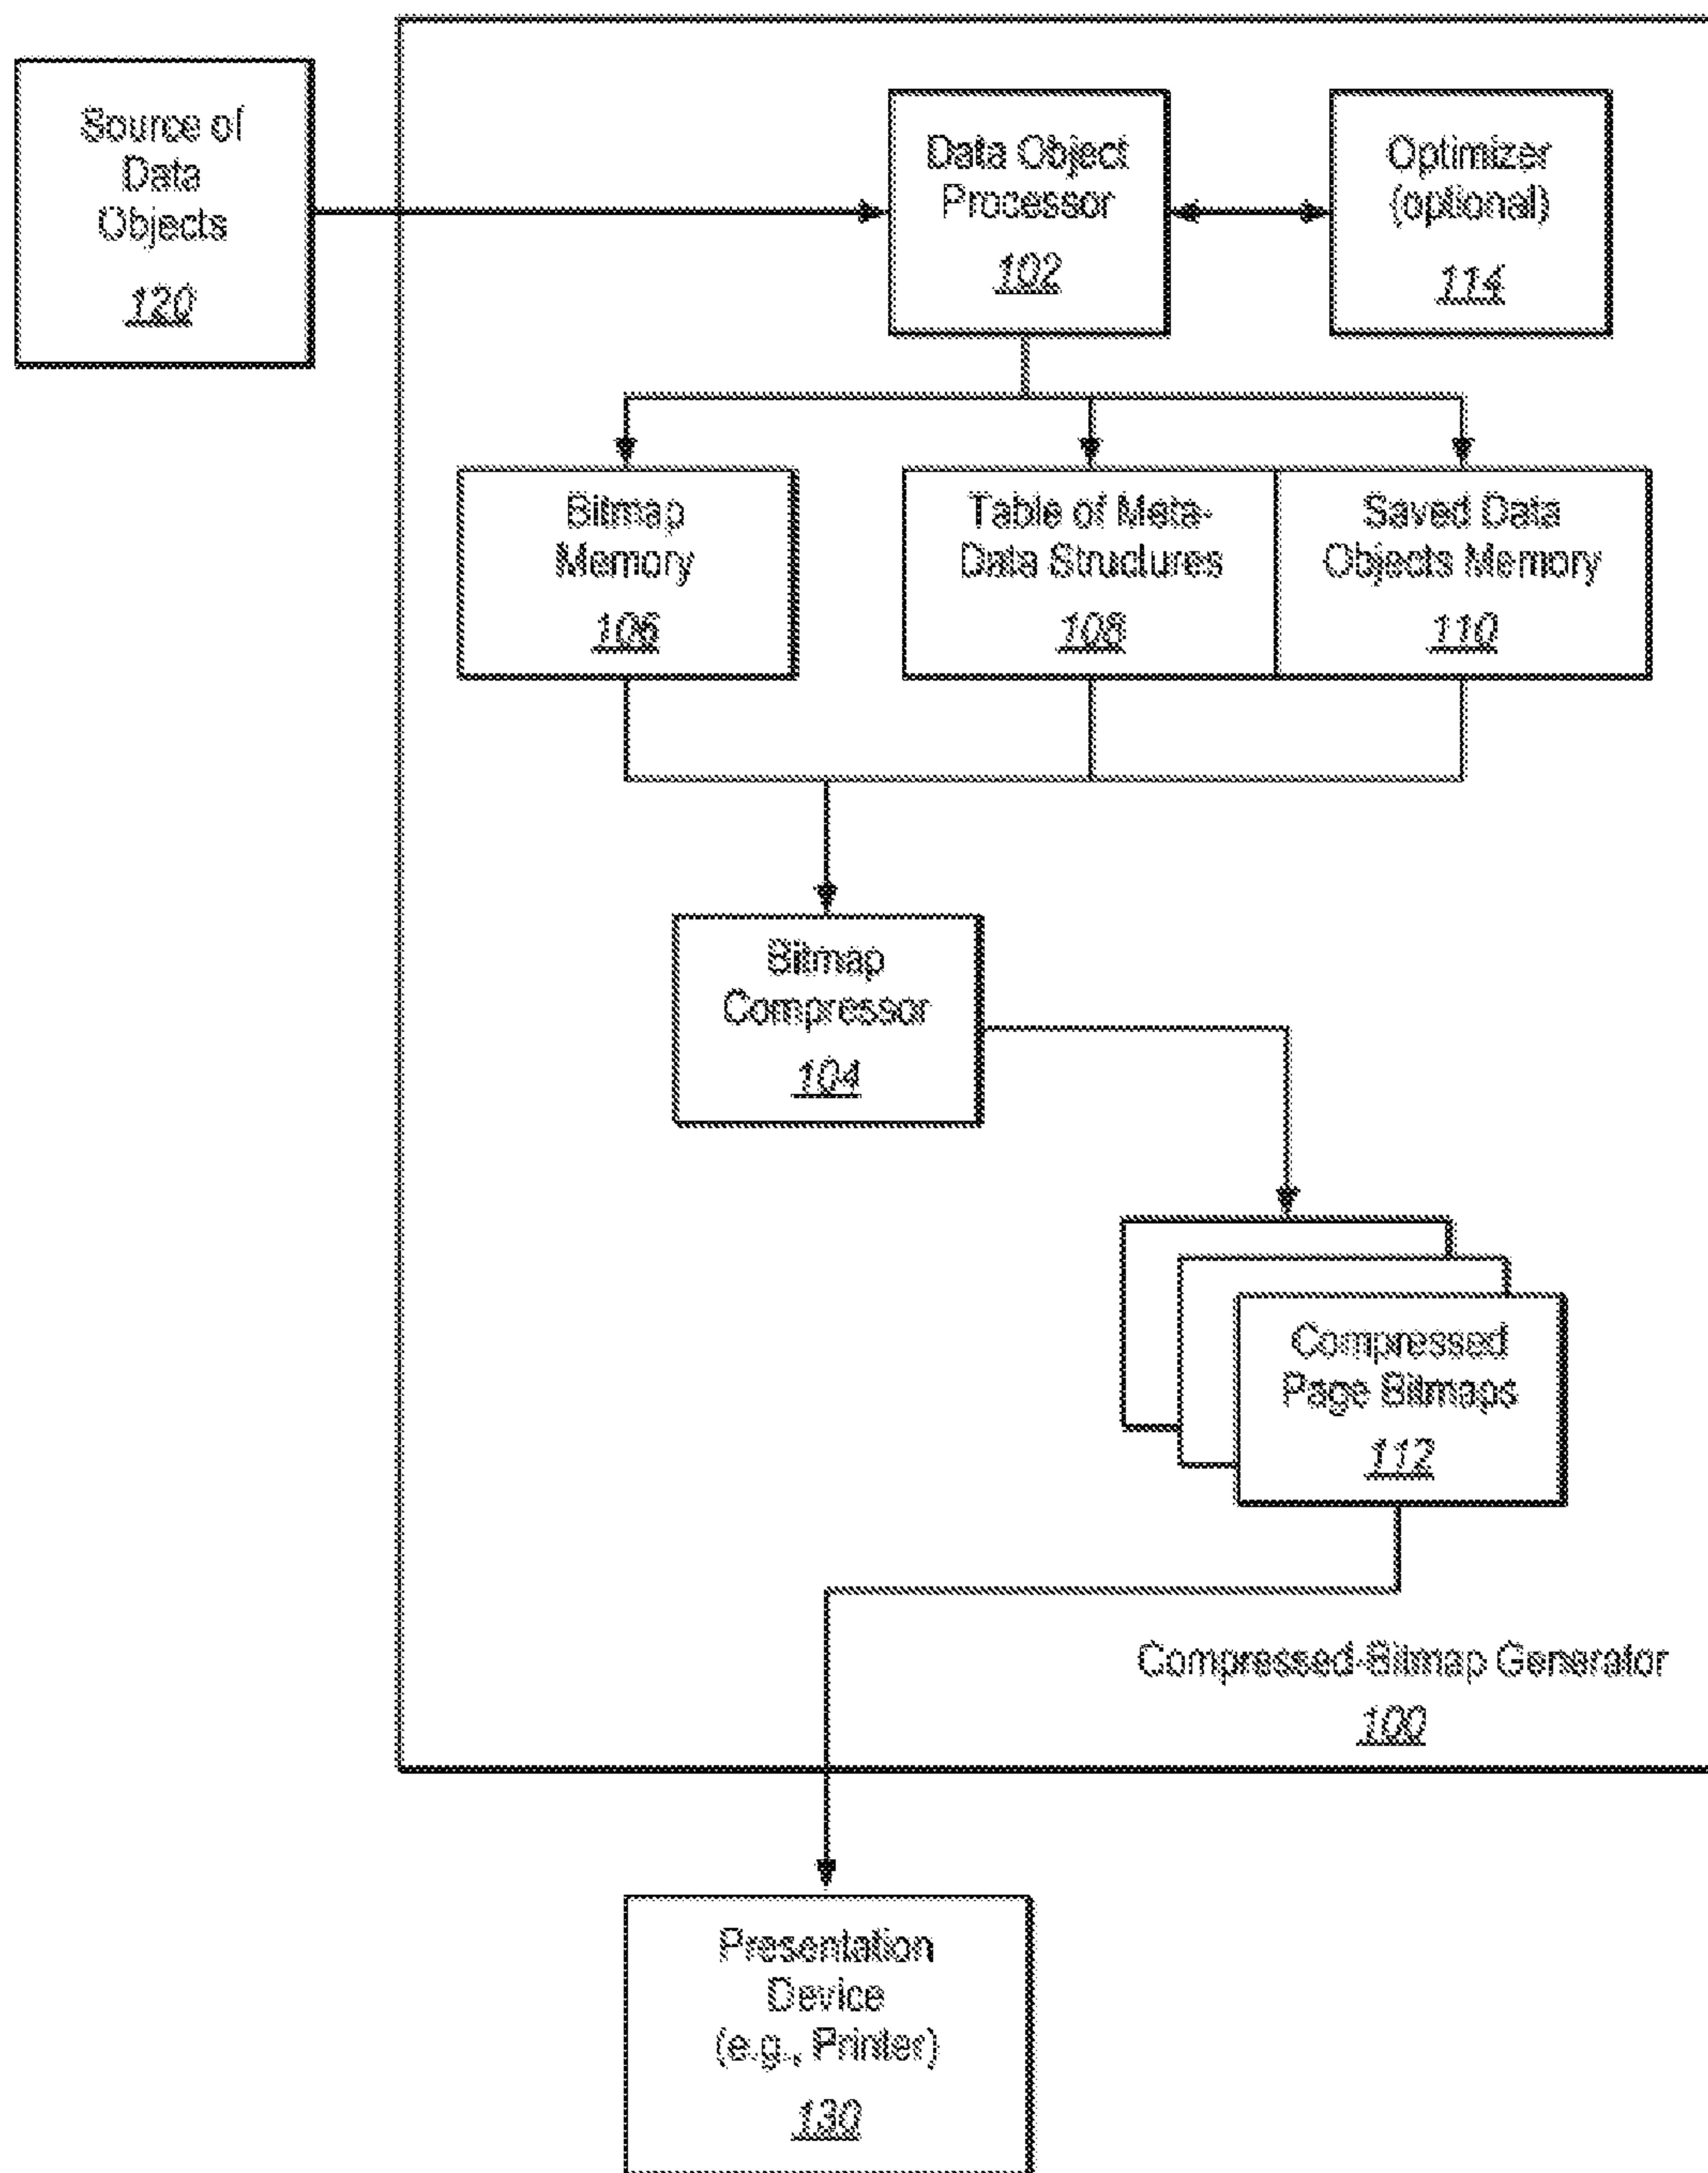 Source of
Data
Objects
120
Data Object
Processor
102
Optimizer
(optional)
114
Bitmap
Memory
106
Table of Meta-
Data Structures
108
Saved Data
Objects Memory
110
Bitmap
Compressor
104
Compressed
Page Bitmaps
112
Compressed-Bitmap Generator
100
Presentation
Device
(e.g., Printer)
130